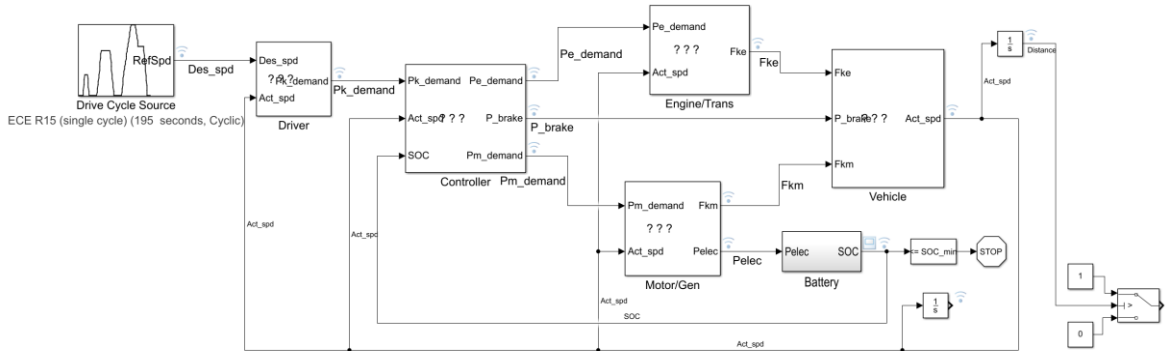 RefSpd
Drive Cycle Source
ECE R15 (single cycle) (195 seconds, Cyclic)
Des_spd
Des_spd
? ? ?
Pk_demand
Act_spd
Driver
Pk_demand
Pk_demand
Pe_demand
Act_spd
? ? ?
P_brake
SOC
Pm_demand
Controller
Pe_demand
P_brake
Pm_demand
Pe_demand
? ? ?
Fke
Act_spd
Engine/Trans
Fke
Pm_demand
Fkm
? ? ?
Act_spd
Pelec
Motor/Gen
Fkm
Pelec
Pelec
SOC
Battery
<= SOC_min
STOP
Fke
P_brake
? ? ?
Act_spd
Fkm
Vehicle
1
s
Distance
Act_spd
Act_spd
Act_spd
Act_spd
SOC
1
s
Act_spd
1
>
0